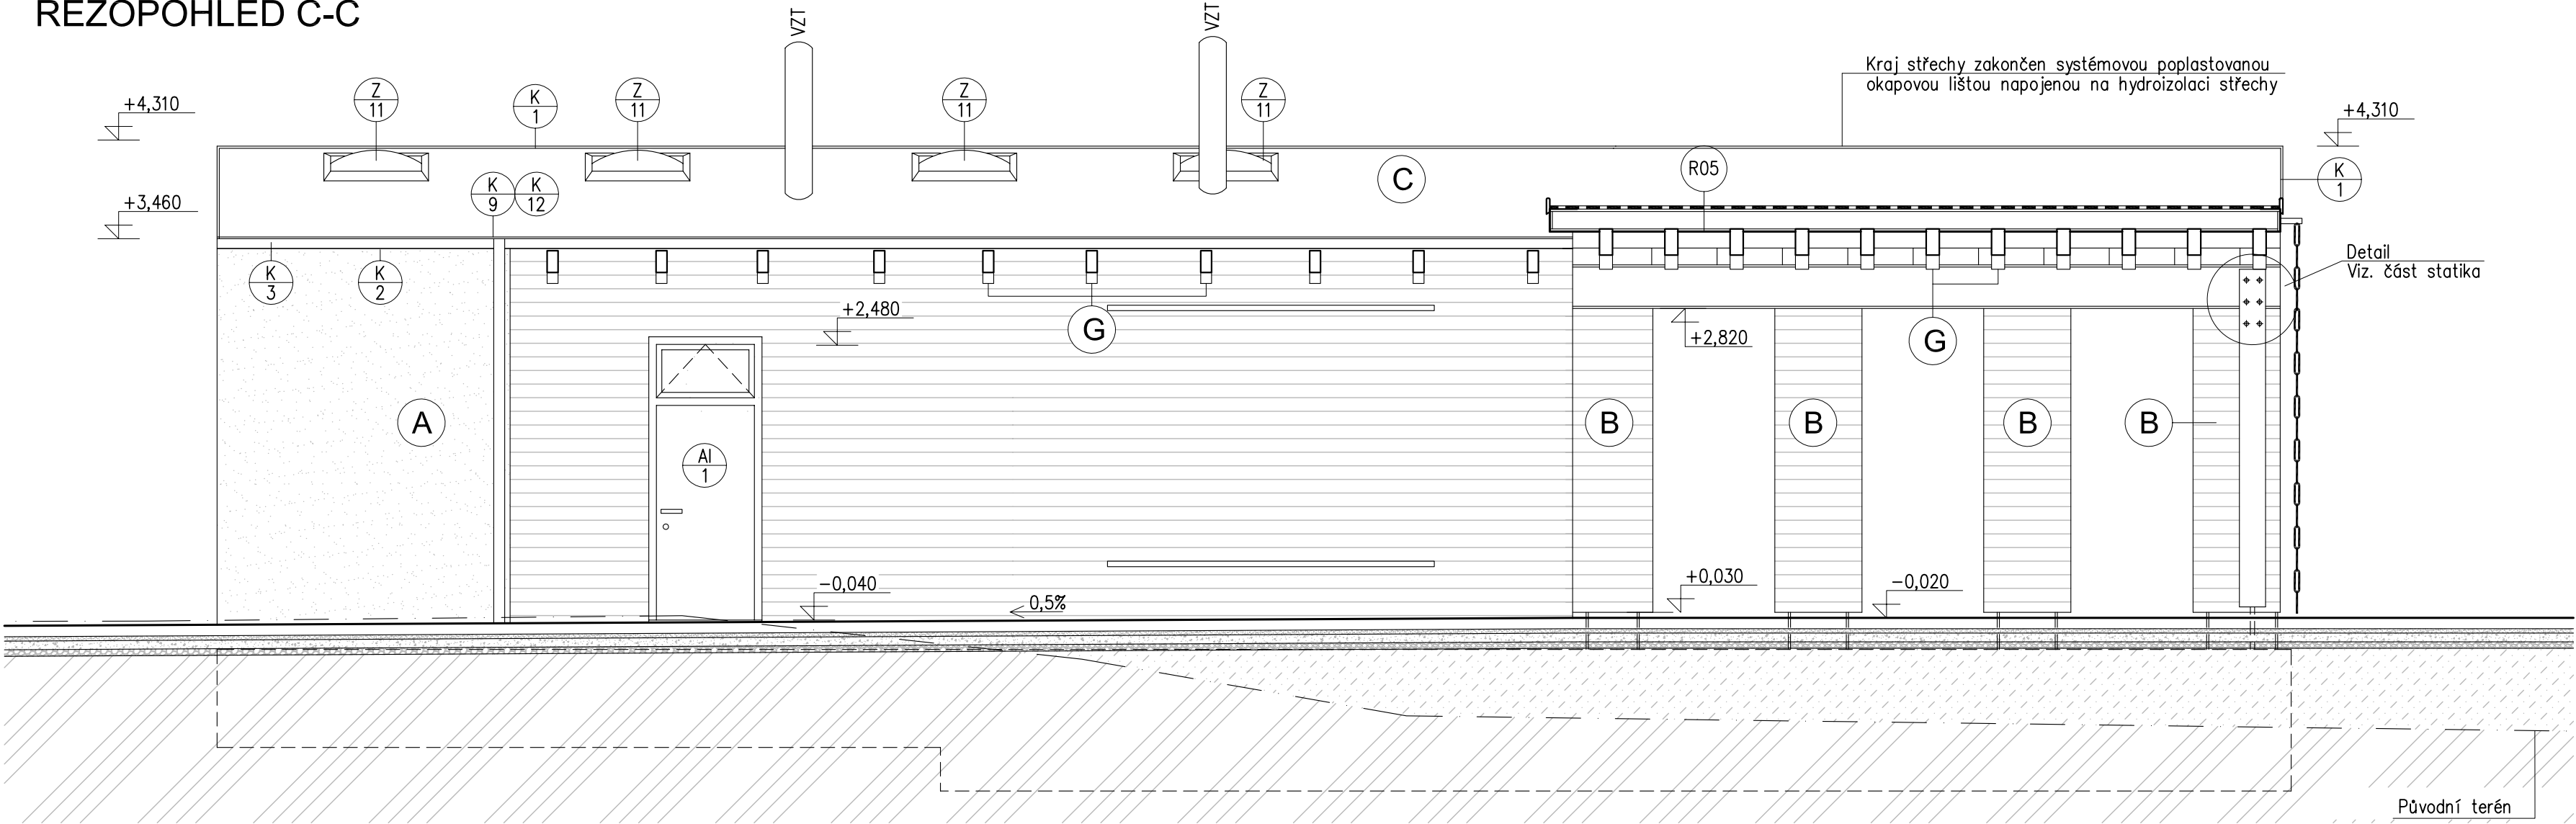 ŘEZOPOHLED C-C
VZT
VZT
Kraj střechy zakončen systémovou poplastovanou
okapovou lištou napojenou na hydroizolaci střechy
+4,310
Z
11
K
1
Z
11
Z
11
Z
11
+4,310
C
R05
K
1
+3,460
K
9
K
12
K
3
K
2
Detail
Viz. část statika
+2,480
G
+2,820
G
A
B
B
B
B
Al
1
-0,040
0,5%
+0,030
-0,020
Původní terén